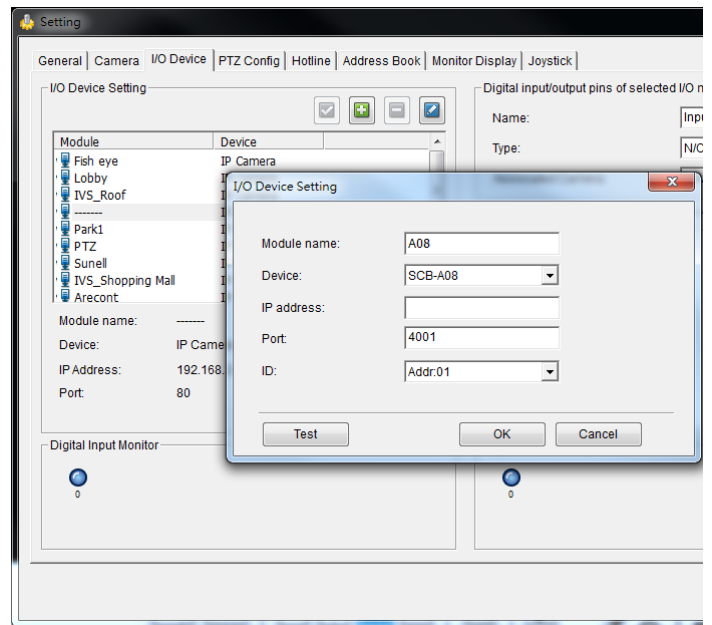 Setting
General Camera I/O Device PTZ Config Hotline Address Book Monitor Display Joystick
I/O Device Setting
Digital input/output pins of selected I/O
Name:
Type:
N/O
Module Device
Fish eye IP Camera
Lobby
IVS_Roof
-------
Park1
PTZ
Sunell
IVS_Shopping Mall
Arecont
Module name: -------
Device: IP Came
IP Address: 192.168.
Port: 80
Digital Input Monitor
0
0
I/O Device Setting
Module name: A08
Device: SCB-A08
IP address:
Port: 4001
ID: Addr:01
Test OK Cancel